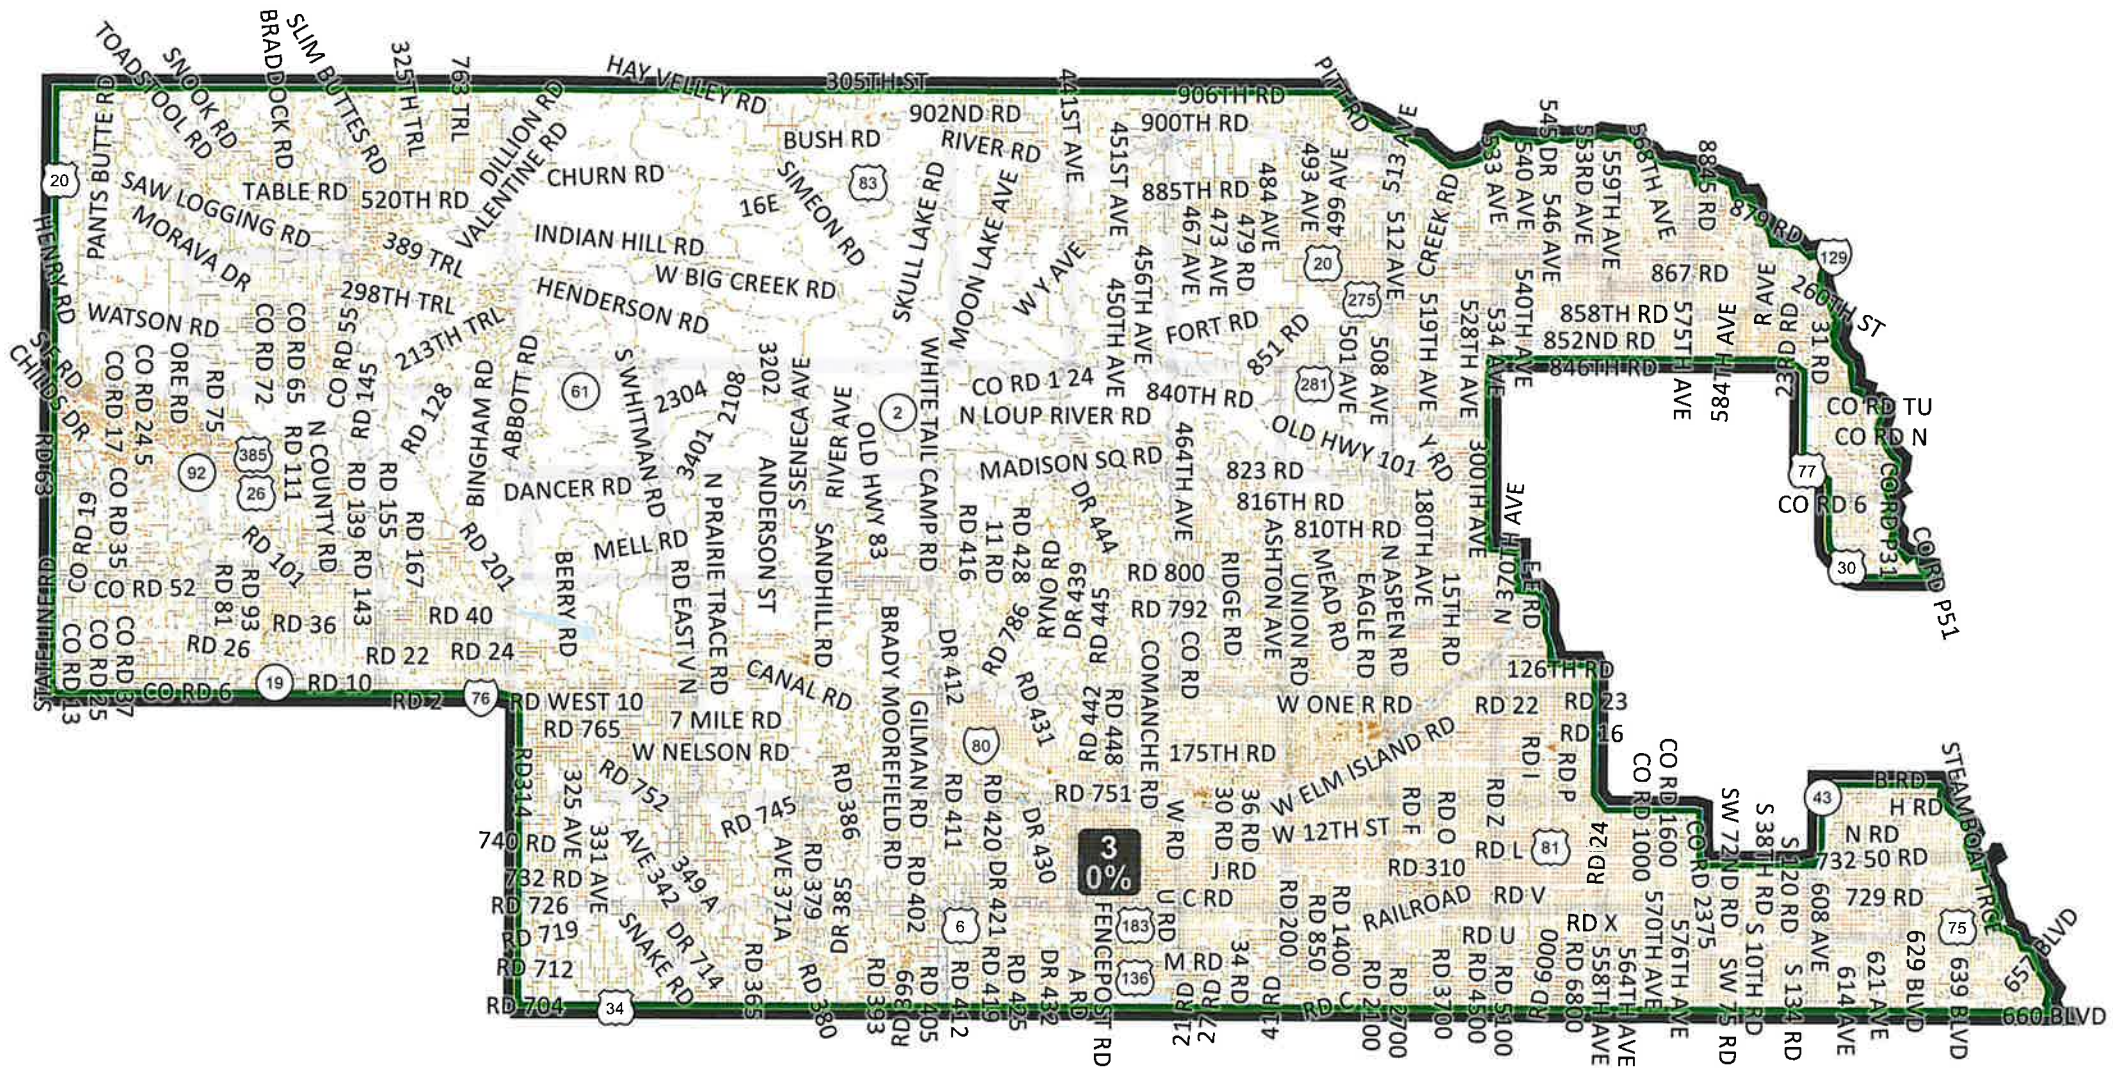 TOADSTOOL RD
SNOOK RD
BRADDOCK RD
SLIM BUTTES RD
325TH TRL
763 TRL
DILLION RD
VALENTINE RD
HAY VELLEY RD
305TH ST
441ST AVE
906TH RD
PITT RD
902ND RD
900TH RD
BUSH RD
RIVER RD
PANTS BUTTE RD
20
SAW LOGGING RD
TABLE RD
520TH RD
CHURN RD
16E
SIMEON RD
83
SKULL LAKE RD
MOON LAKE AVE
451ST AVE
885TH RD
484 AVE
493 AVE
499 AVE
513 AVE
512 AVE
CREEK RD
533 AVE
540 AVE
545 DR
546 AVE
553RD AVE
559TH AVE
568TH AVE
8845 RD
879 RD
129
260TH ST
HENRY RD
MORAVA DR
389 TRL
INDIAN HILL RD
W BIG CREEK RD
W Y AVE
456TH AVE
467 AVE
473 AVE
479 RD
20
275
867 RD
R AVE
WATSON RD
298TH TRL
213TH TRL
HENDERSON RD
450TH AVE
FORT RD
851 RD
501 AVE
508 AVE
519TH AVE
528TH AVE
534 AVE
540TH AVE
858TH RD
852ND RD
846TH RD
575TH AVE
584TH AVE
23RD RD
31 RD
S 5 RD
CHILDS DR
CO RD 17
CO RD 24 5
ORE RD
RD 75
CO RD 72
CO RD 65
CO RD 55
RD 145
RD 128
BINGHAM RD
ABBOTT RD
61
S WHITMAN RD
2304
2108
3202
S SENECA AVE
RIVER AVE
2
WHITE TAIL CAMP RD
CO RD 1 24
N LOUP RIVER RD
840TH RD
281
OLD HWY 101
Y RD
300TH AVE
CO RD TU
CO RD N
77
CO RD 6
CO RD P31
CO RD P51
30
RD 63
92
385
26
RD 111
N COUNTY RD
RD 139
RD 155
3401
DANCER RD
N PRAIRIE TRACE RD
ANDERSON ST
OLD HWY 83
MADISON SQ RD
464TH AVE
823 RD
816TH RD
810TH RD
180TH AVE
H AVE
CO RD 19
CO RD 35
RD 101
RD 143
RD 167
RD 201
MELL RD
BERRY RD
RD EAST V N
SANDHILL RD
RD 416
11 RD
RD 428
RYNO RD
DR 444
DR 439
RD 445
RD 800
RD 792
RIDGE RD
ASHTON AVE
UNION RD
MEAD RD
EAGLE RD
N ASPEN RD
15TH RD
N 370TH
E E RD
STATELINE RD
CO RD 52
RD 81
RD 93
RD 36
RD 40
RD 26
RD 22
RD 24
CO RD 13
CO RD 25
CO RD 37
CO RD 6
19
RD 10
RD 2
76
RD WEST 10
CANAL RD
BRADY MOOREFIELD RD
DR 412
RD 786
RD 431
RD 442
RD 448
COMANCHE RD
CO RD
126TH RD
W ONE R RD
RD 22
RD 23
RD 16
RD 765
7 MILE RD
W NELSON RD
GILMAN RD
80
175TH RD
W ELM ISLAND RD
RD I
RD P
RD 314
325 AVE
RD 752
RD 745
RD 386
RD 411
RD 420
RD 751
DR 430
W RD
30 RD
36 RD
W 12TH ST
RD F
RD O
RD Z
CO RD 1000
CO RD 1600
CO RD 2375
SW 72ND RD
S 38TH RD
S 120 RD
43
B RD
H RD
N RD
STEAMBOAT TRCE
740 RD
331 AVE
AVE 342
349 A
AVE 371A
RD 379
DR 385
RD 402
DR 421
3
0%
J RD
RD 310
RD L
81
RD 24
732 50 RD
732 RD
RD 726
RD 719
RD 712
RD 704
SNAKE RD
DR 714
34
RD 365
RD 380
RD 393
RD 399
RD 405
RD 412
6
RD 419
RD 425
DR 432
A RD
FENCEPOST RD
183
136
U RD
C RD
M RD
RD 21
27 RD
34 RD
14 RD
RD 200
RD 850
RD 1400
RAILROAD
RD C
RD 2100
RD 2700
RD 3700
RD 4500
RD 5100
RD U
RD V
RD X
RD 6000
RD 6800
558TH AVE
564TH AVE
570TH AVE
576TH AVE
SW 75 RD
S 10TH RD
S 134 RD
608 AVE
614 AVE
621 AVE
729 RD
629 BLVD
75
639 BLVD
657 BLVD
660 BLVD